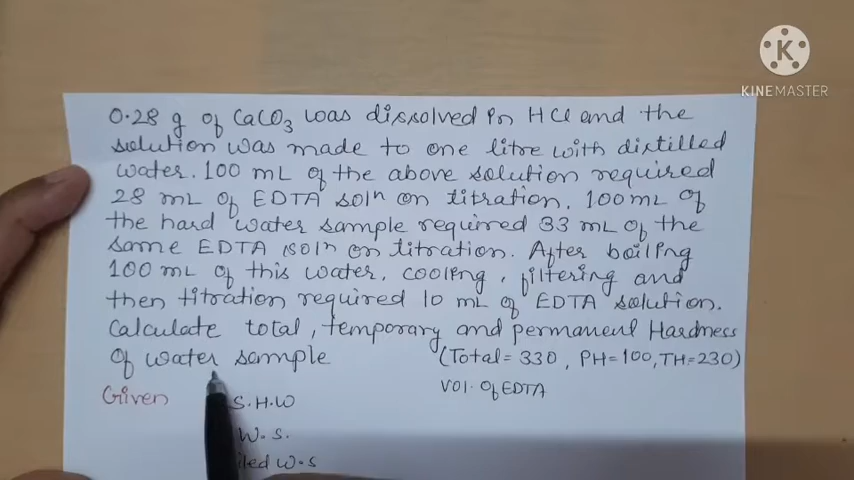 K
KINEMASTER
0.28 g of CaCO3 was dissolved in HCl and the
solution was made to one litre with distilled
water. 100 mL of the above solution required
28 mL of EDTA soln on titration. 100 mL of
the hard water sample required 33 mL of the
same EDTA soln on titration. After boiling
100 mL of this water, cooling, filtering and
then titration required 10 mL of EDTA solution.
Calculate total, temporary and permanent Hardness
of water sample (Total = 330, PH=100, TH=230)
Given S.H.W Vol. of EDTA
W.S.
W.S